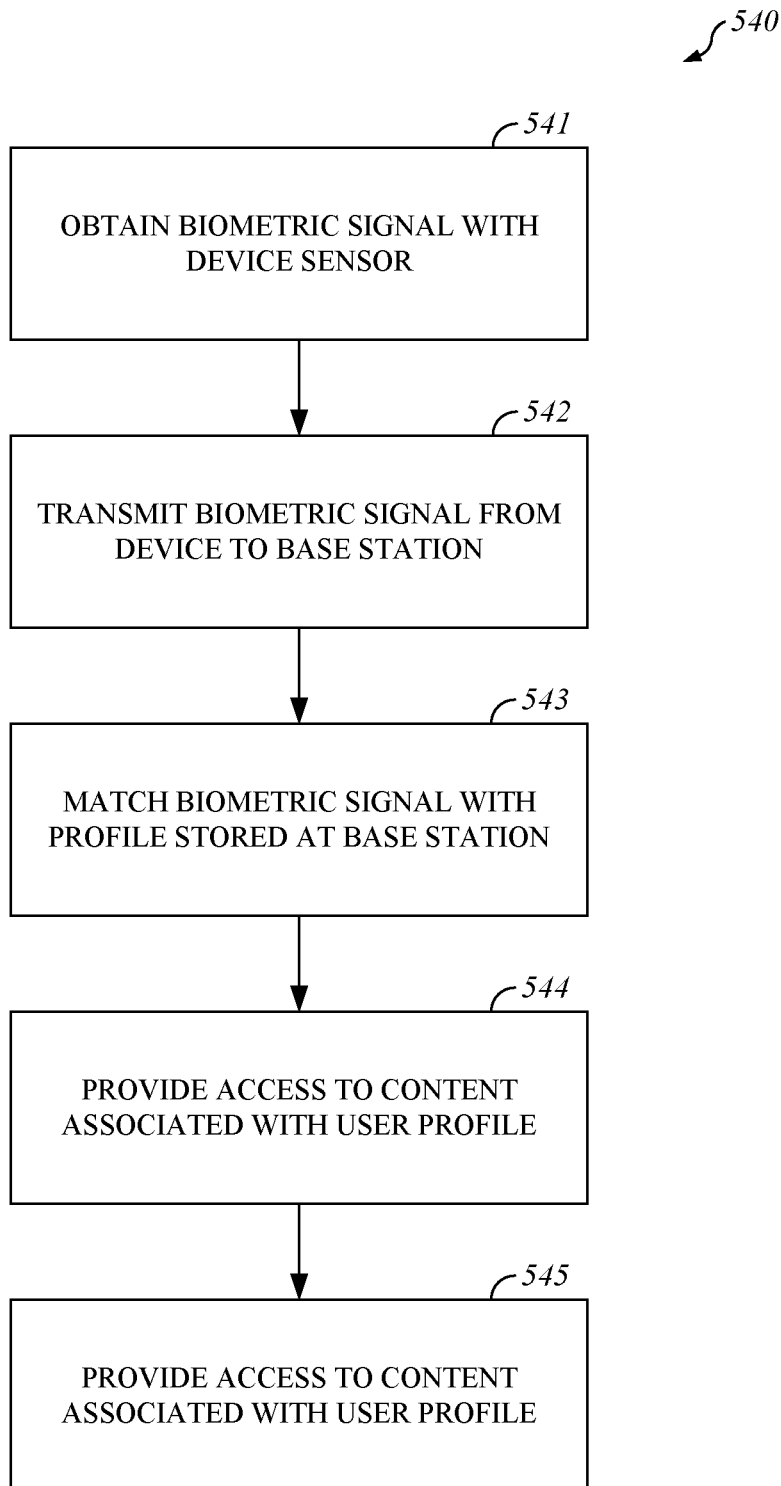 540
541
OBTAIN BIOMETRIC SIGNAL WITH
DEVICE SENSOR
542
TRANSMIT BIOMETRIC SIGNAL FROM
DEVICE TO BASE STATION
543
MATCH BIOMETRIC SIGNAL WITH
PROFILE STORED AT BASE STATION
544
PROVIDE ACCESS TO CONTENT
ASSOCIATED WITH USER PROFILE
545
PROVIDE ACCESS TO CONTENT
ASSOCIATED WITH USER PROFILE